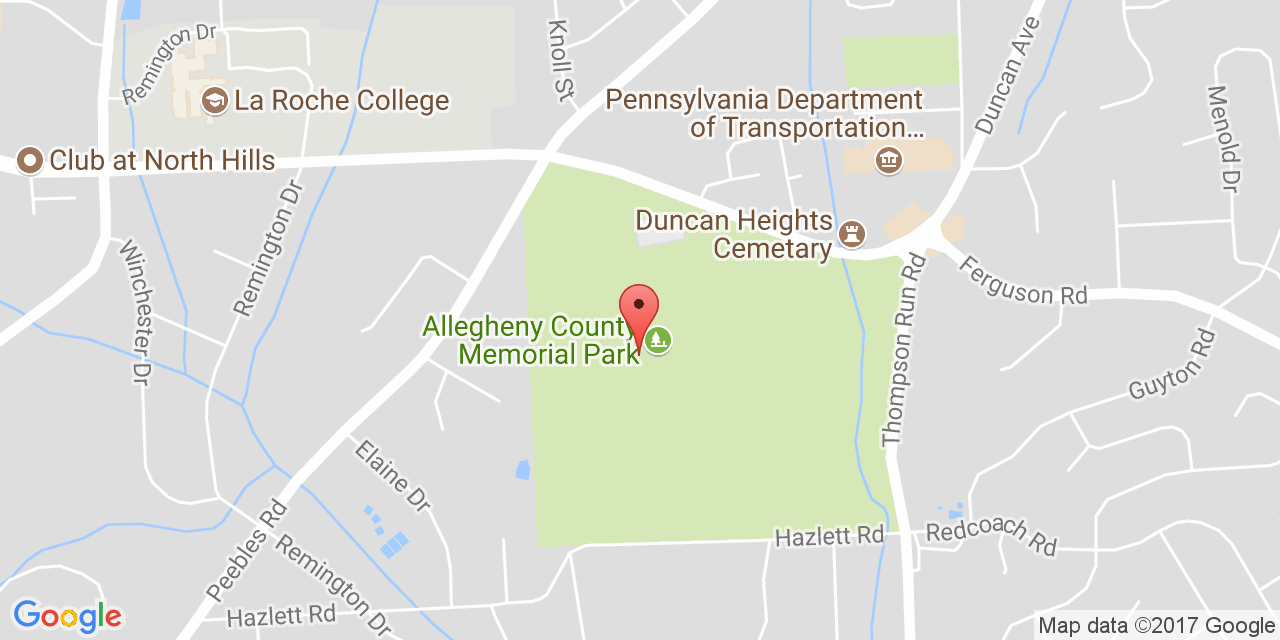 Remington Dr
Knoll St
Duncan Ave
La Roche College
Pennsylvania Department
of Transportation...
Menold Dr
Club at North Hills
Remington Dr
Duncan Heights
Cemetary
Winchester Dr
Ferguson Rd
Thompson Run Rd
Allegheny County
Memorial Park
Guyton Rd
Elaine Dr
Peebles Rd
Hazlett Rd
Redcoach Rd
Remington Dr
Hazlett Rd
Google
Map data ©2017 Google